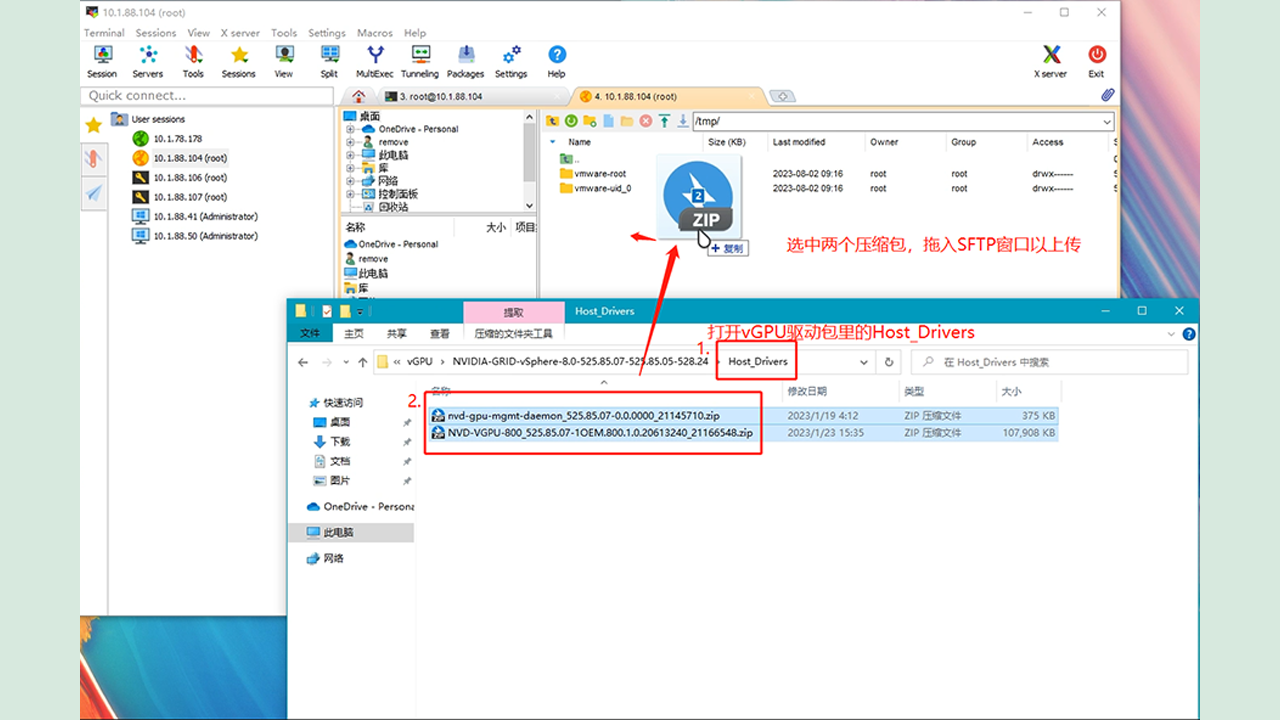 10.1.88.104 (root)
Terminal Sessions View X server Tools Settings Macros Help
Session Servers Tools Sessions View Split MultiExec Tunneling Packages Settings Help X server Exit
Quick connect...
3. root@10.1.88.104
4. 10.1.88.104 (root)
User sessions
10.1.78.178
10.1.88.104 (root)
10.1.88.106 (root)
10.1.88.107 (root)
10.1.88.41 (Administrator)
10.1.88.50 (Administrator)
桌面
OneDrive - Personal
remove
此电脑
库
网络
控制面板
回收站
名称 大小 项目
OneDrive - Personal
remove
此电脑
库
/tmp/
Name Size (KB) Last modified Owner Group Access
..
vmware-root 2023-08-02 09:16 root root drwx------
vmware-uid_0 2023-08-02 09:16 root root drwx------
2
ZIP
+ 复制
选中两个压缩包，拖入SFTP窗口以上传
提取 Host_Drivers
文件 主页 共享 查看 压缩的文件夹工具
打开vGPU驱动包里的Host_Drivers
1.
« vGPU › NVIDIA-GRID-vSphere-8.0-525.85.07-525.85.05-528.24 › Host_Drivers
在 Host_Drivers 中搜索
名称 修改日期 类型 大小
2.
nvd-gpu-mgmt-daemon_525.85.07-0.0.0000_21145710.zip 2023/1/19 4:12 ZIP 压缩文件 375 KB
NVD-VGPU-800_525.85.07-1OEM.800.1.0.20613240_21166548.zip 2023/1/23 15:35 ZIP 压缩文件 107,908 KB
快速访问
桌面
下载
文档
图片
OneDrive - Persona
此电脑
网络